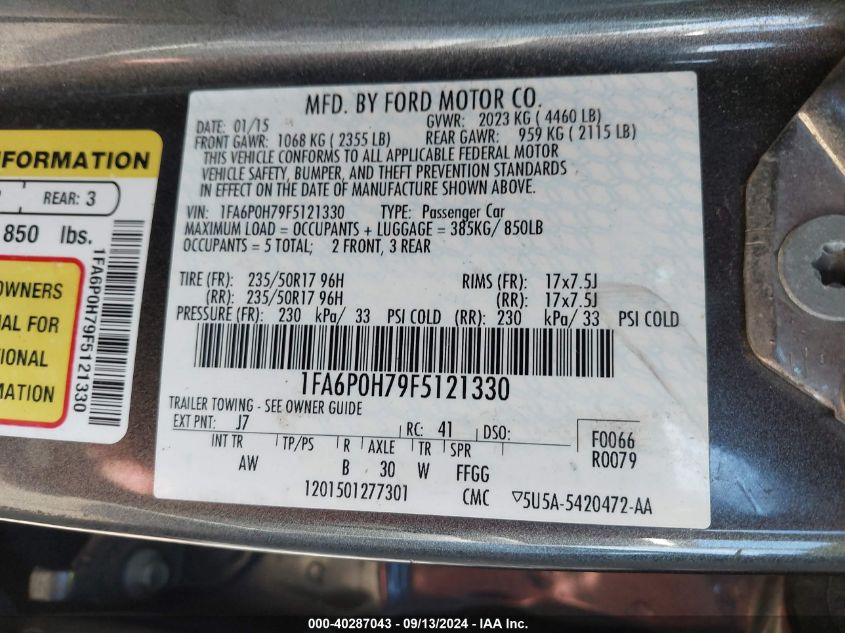 MFD. BY FORD MOTOR CO.
DATE: 01/15 GVWR: 2023 KG ( 4460 LB)
FRONT GAWR: 1068 KG ( 2355 LB) REAR GAWR: 959 KG ( 2115 LB)
THIS VEHICLE CONFORMS TO ALL APPLICABLE FEDERAL MOTOR
VEHICLE SAFETY, BUMPER, AND THEFT PREVENTION STANDARDS
IN EFFECT ON THE DATE OF MANUFACTURE SHOWN ABOVE.
VIN: 1FA6P0H79F5121330 TYPE: Passenger Car
MAXIMUM LOAD = OCCUPANTS + LUGGAGE = 385KG/ 850LB
OCCUPANTS = 5 TOTAL; 2 FRONT, 3 REAR
TIRE (FR): 235/50R17 96H RIMS (FR): 17x7.5J
(RR): 235/50R17 96H (RR): 17x7.5J
PRESSURE (FR): 230 kPa/ 33 PSI COLD (RR): 230 kPa/ 33 PSI COLD
1FA6P0H79F5121330
TRAILER TOWING - SEE OWNER GUIDE
EXT PNT: J7 RC: 41 DSO:
INT TR TP/PS R AXLE TR SPR
AW B 30 W FFGG
F0066
R0079
1201501277301 CMC ▽5U5A-5420472-AA
INFORMATION
REAR: 3
850 lbs.
OWNERS
AL FOR
TIONAL
MATION
1FA6P0H79F5121330
000-40287043 - 09/13/2024 - IAA Inc.